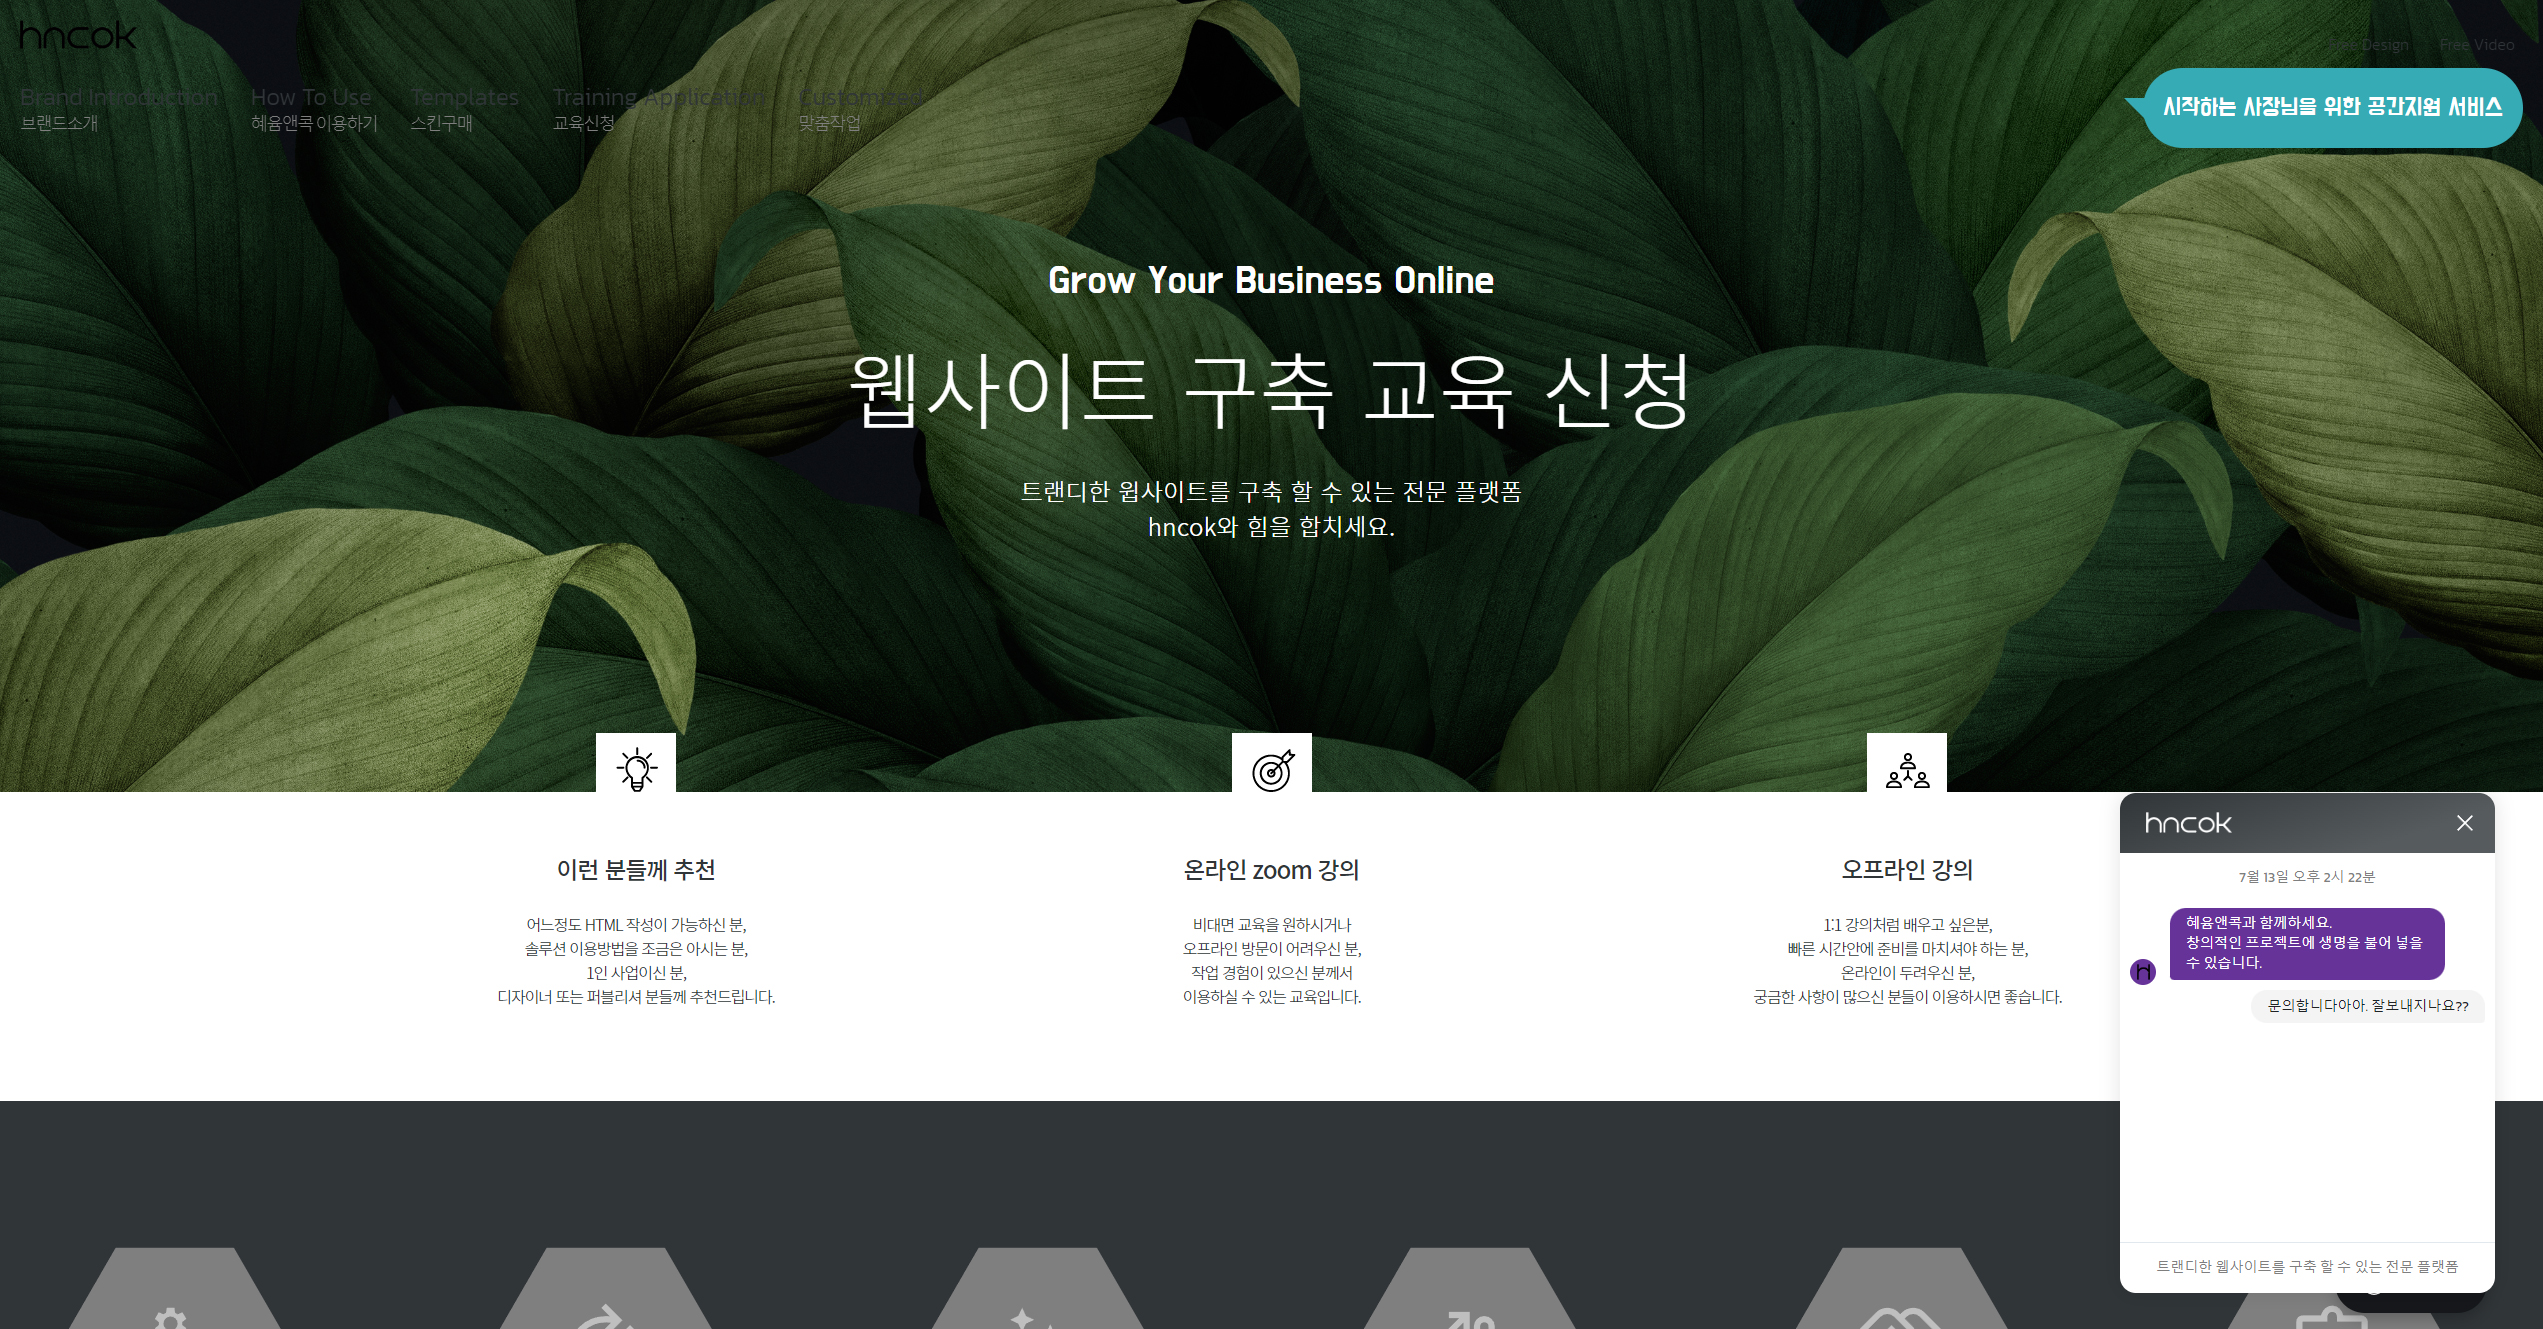 hncok
Design
Free Video
Brand Introduction
브랜드소개
How To Use
혜윰앤콕 이용하기
Templates
스킨구매
Training Application
교육신청
Customized
맞춤작업
시작하는 사장님을 위한 공간지원 서비스
Grow Your Business Online
웹사이트 구축 교육 신청
트랜디한 윕사이트를 구축 할 수 있는 전문 플랫폼
hncok와 힘을 합치세요.
이런 분들께 추천
어느정도 HTML 작성이 가능하신 분,
솔루션 이용방법을 조금은 아시는 분,
1인 사업이신 분,
디자이너 또는 퍼블리셔 분들께 추천드립니다.
온라인 zoom 강의
비대면 교육을 원하시거나
오프라인 방문이 어려우신 분,
작업 경험이 있으신 분께서
이용하실 수 있는 교육입니다.
오프라인 강의
1:1 강의처럼 배우고 싶은분,
빠른 시간안에 준비를 마치셔야 하는 분,
온라인이 두려우신 분,
궁금한 사항이 많으신 분들이 이용하시면 좋습니다.
hncok
7월 13일 오후 2시 22분
혜윰앤콕과 함께하세요.
창의적인 프로젝트에 생명을 불어 넣을
수 있습니다.
문의합니다아아. 잘보내지나요??
트랜디한 웹사이트를 구축 할 수 있는 전문 플랫폼